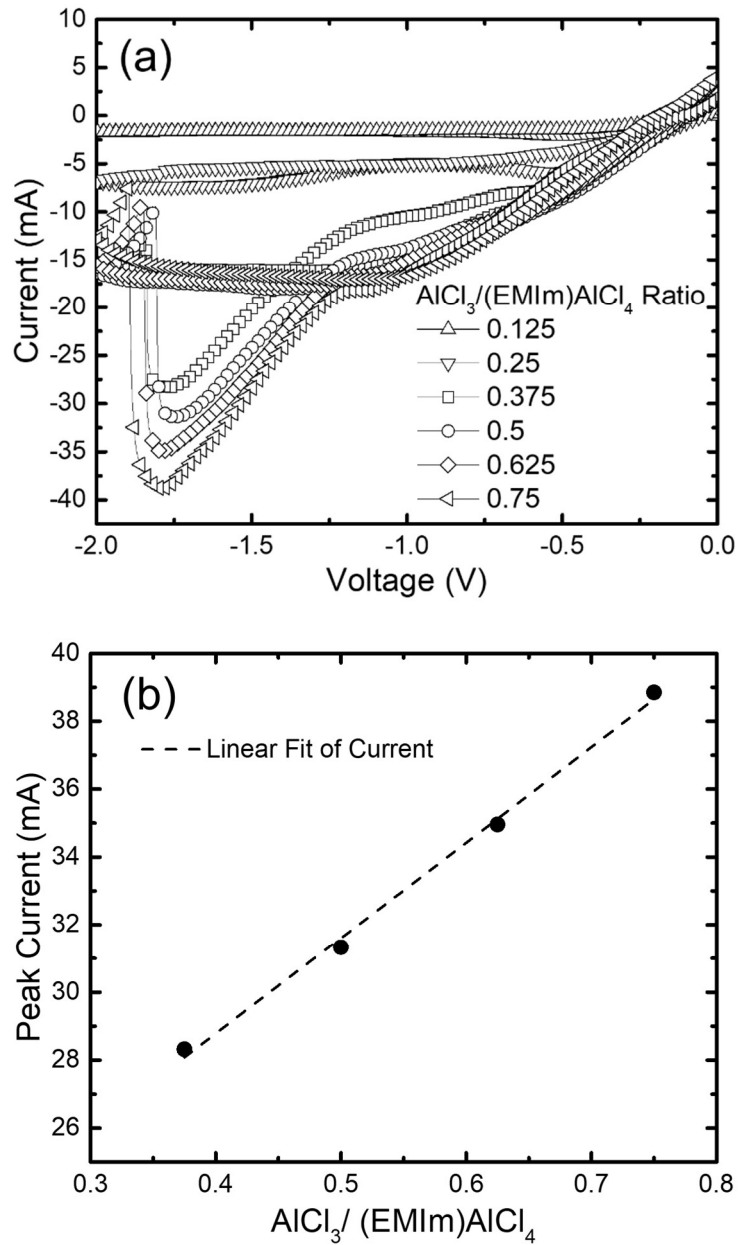 (a)
10
5
0
-5
-10
-15
-20
-25
-30
-35
-40
Current (mA)
AlCl3/(EMIm)AlCl4 Ratio
0.125
0.25
0.375
0.5
0.625
0.75
-2.0 -1.5 -1.0 -0.5 0.0
Voltage (V)
(b)
40
38
36
34
32
30
28
26
Peak Current (mA)
Linear Fit of Current
0.3 0.4 0.5 0.6 0.7 0.8
AlCl3/ (EMIm)AlCl4